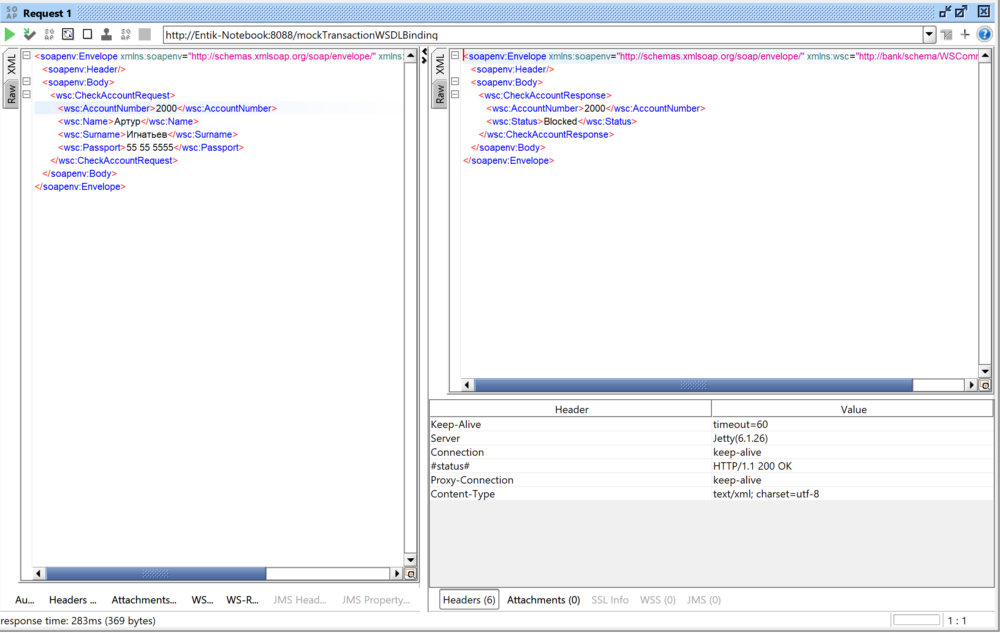 SO
AP Request 1
http://Entik-Notebook:8088/mockTransactionWSDLBinding
XML
Raw
<soapenv:Envelope xmlns:soapenv="http://schemas.xmlsoap.org/soap/envelope/" xmlns:
<soapenv:Header/>
<soapenv:Body>
<wsc:CheckAccountRequest>
<wsc:AccountNumber>2000</wsc:AccountNumber>
<wsc:Name>Артур</wsc:Name>
<wsc:Surname>Игнатьев</wsc:Surname>
<wsc:Passport>55 55 5555</wsc:Passport>
</wsc:CheckAccountRequest>
</soapenv:Body>
</soapenv:Envelope>
Au... Headers ... Attachments... WS... WS-R... JMS Head... JMS Property...
XML
Raw
<soapenv:Envelope xmlns:soapenv="http://schemas.xmlsoap.org/soap/envelope/" xmlns:wsc="http://bank/schema/WSComm
<soapenv:Header/>
<soapenv:Body>
<wsc:CheckAccountResponse>
<wsc:AccountNumber>2000</wsc:AccountNumber>
<wsc:Status>Blocked</wsc:Status>
</wsc:CheckAccountResponse>
</soapenv:Body>
</soapenv:Envelope>
Header Value
Keep-Alive timeout=60
Server Jetty(6.1.26)
Connection keep-alive
#status# HTTP/1.1 200 OK
Proxy-Connection keep-alive
Content-Type text/xml; charset=utf-8
Headers (6) Attachments (0) SSL Info WSS (0) JMS (0)
response time: 283ms (369 bytes)
1 : 1